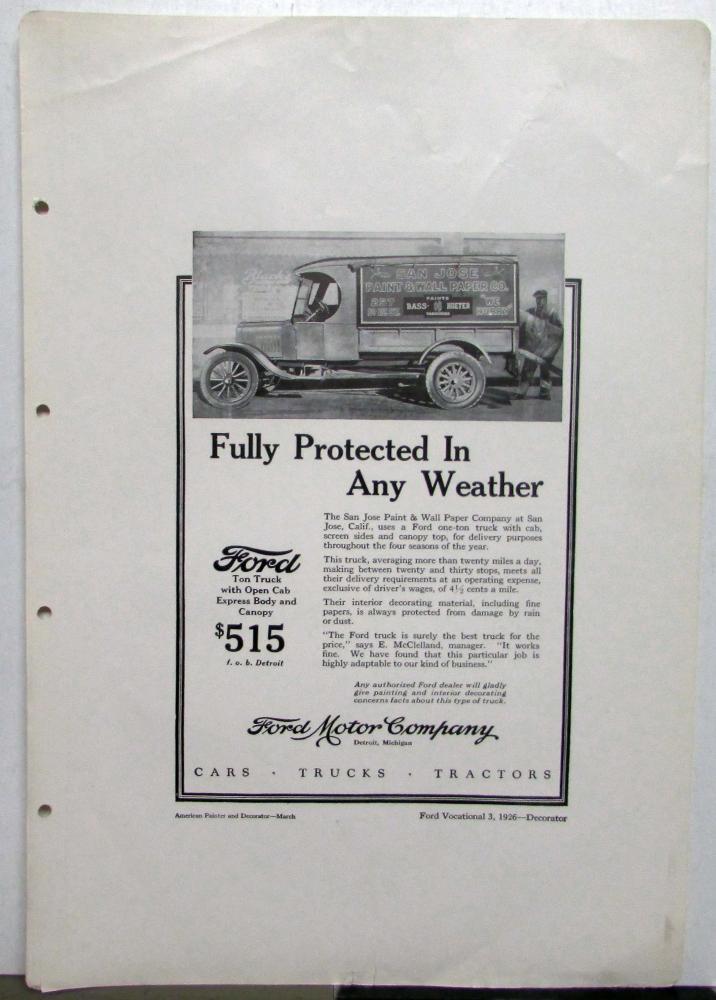 SAN JOSE
PAINT & WALL PAPER CO.
PAINTS
BASS-HUETER
"WE
HURRY"
Fully Protected In
Any Weather
The San Jose Paint & Wall Paper Company at San
Jose, Calif., uses a Ford one-ton truck with cab,
screen sides and canopy top, for delivery purposes
throughout the four seasons of the year.
This truck, averaging more than twenty miles a day,
making between twenty and thirty stops, meets all
their delivery requirements at an operating expense,
exclusive of driver's wages, of 4½ cents a mile.
Their interior decorating material, including fine
papers, is always protected from damage by rain
or dust.
"The Ford truck is surely the best truck for the
price," says E. McClelland, manager. "It works
fine. We have found that this particular job is
highly adaptable to our kind of business."
Ford
Ton Truck
with Open Cab
Express Body and
Canopy
$515
f. o. b. Detroit
Any authorized Ford dealer will gladly
give painting and interior decorating
concerns facts about this type of truck.
Ford Motor Company
Detroit, Michigan
CARS · TRUCKS · TRACTORS
American Painter and Decorator—March
Ford Vocational 3, 1926—Decorator